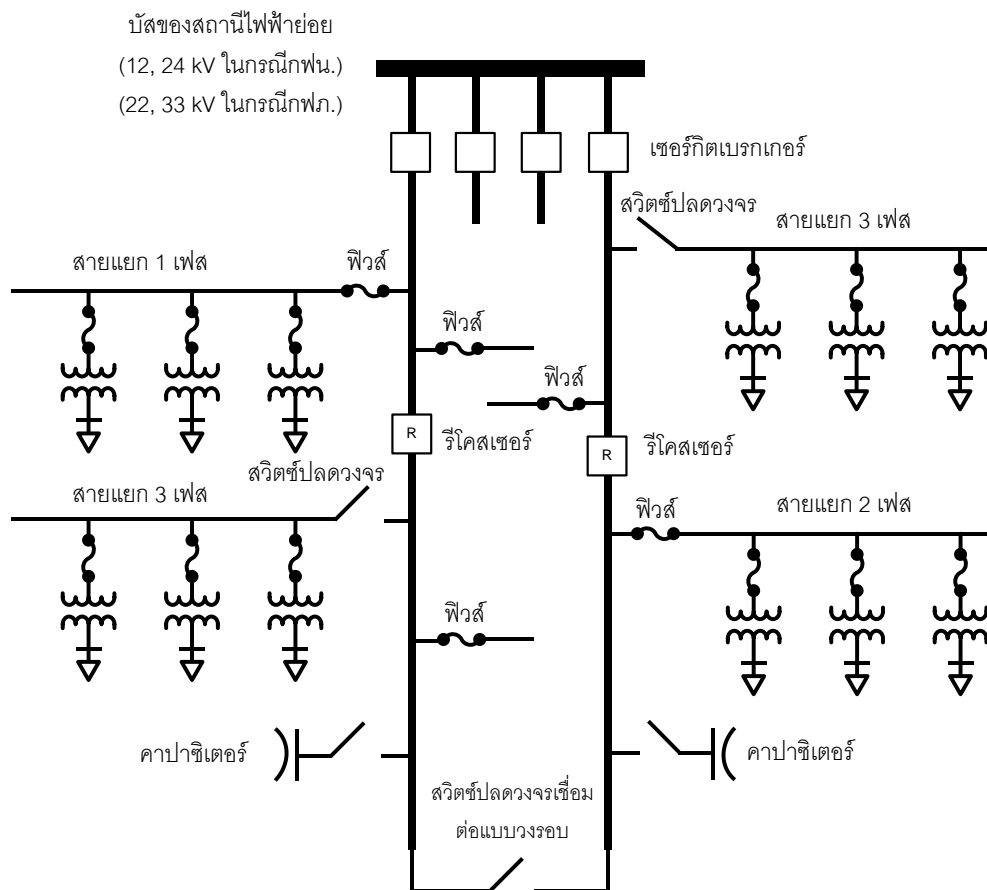 บัสของสถานีไฟฟ้าย่อย
(12, 24 kV ในกรณีกฟน.)
(22, 33 kV ในกรณีกฟภ.)
เซอร์กิตเบรกเกอร์
สวิตซ์ปลดวงจร
สายแยก 3 เฟส
สายแยก 1 เฟส
ฟิวส์
ฟิวส์
ฟิวส์
R
รีโคสเซอร์
R
รีโคสเซอร์
สวิตซ์ปลดวงจร
สายแยก 3 เฟส
ฟิวส์
สายแยก 2 เฟส
ฟิวส์
คาปาซิเตอร์
คาปาซิเตอร์
สวิตซ์ปลดวงจรเชื่อม
ต่อแบบวงรอบ